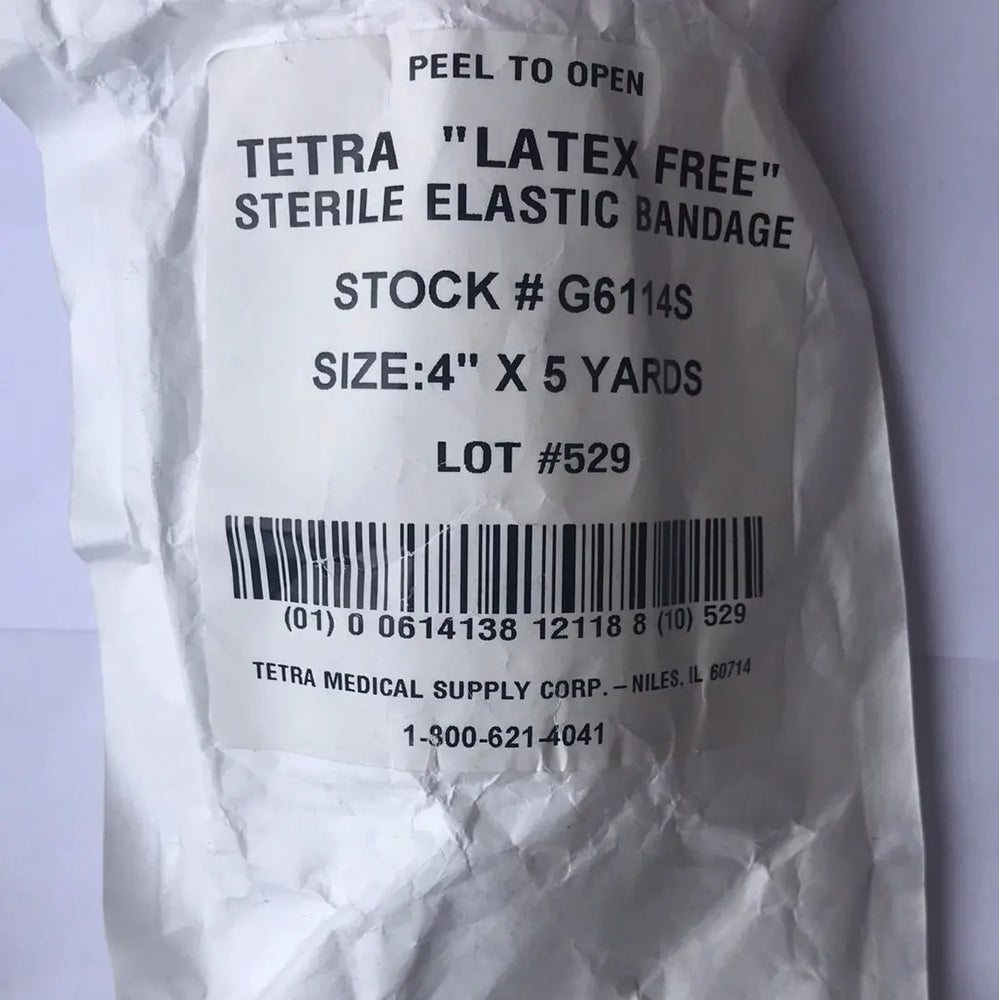 PEEL TO OPEN
TETRA "LATEX FREE"
STERILE ELASTIC BANDAGE
STOCK # G6114S
SIZE:4" X 5 YARDS
LOT #529
(01) 0 0614138 12118 8 (10) 529
TETRA MEDICAL SUPPLY CORP. – NILES, IL 60714
1-800-621-4041